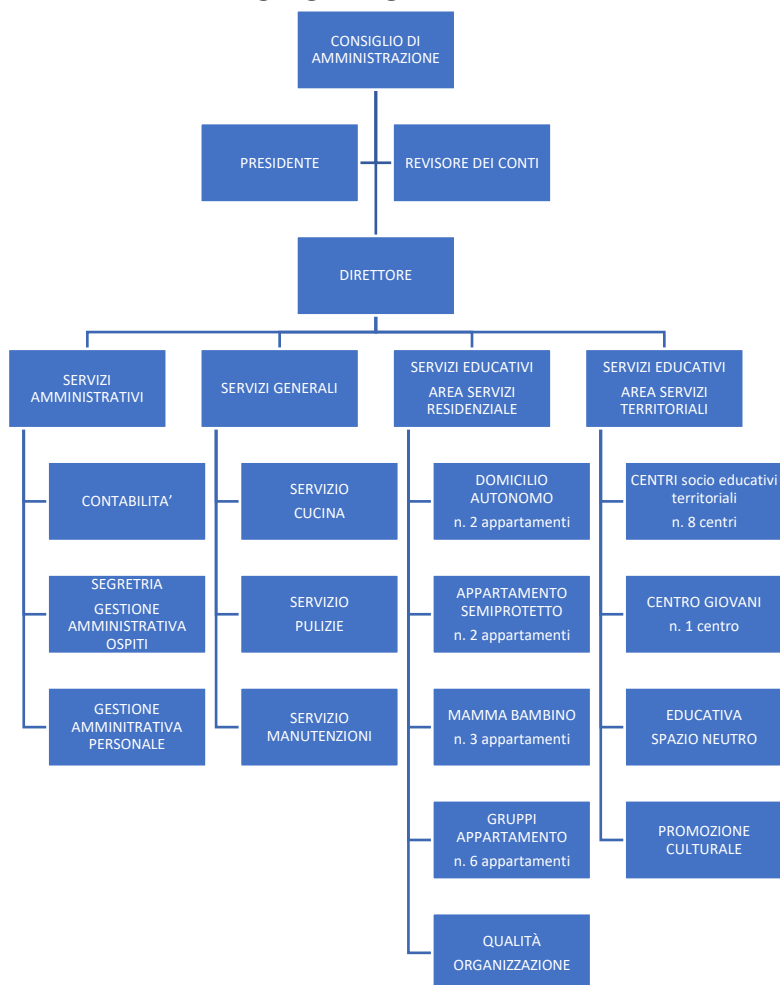 CONSIGLIO DI
AMMINISTRAZIONE
PRESIDENTE
REVISORE DEI CONTI
DIRETTORE
SERVIZI
AMMINISTRATIVI
SERVIZI GENERALI
SERVIZI EDUCATIVI
AREA SERVIZI
RESIDENZIALE
SERVIZI EDUCATIVI
AREA SERVIZI
TERRITORIALI
CONTABILITA’
SEGRETRIA
GESTIONE
AMMINISTRATIVA
OSPITI
GESTIONE
AMMINITRATIVA
PERSONALE
SERVIZIO
CUCINA
SERVIZIO
PULIZIE
SERVIZIO
MANUTENZIONI
DOMICILIO
AUTONOMO
n. 2 appartamenti
APPARTAMENTO
SEMIPROTETTO
n. 2 appartamenti
MAMMA BAMBINO
n. 3 appartamenti
GRUPPI
APPARTAMENTO
n. 6 appartamenti
QUALITÀ
ORGANIZZAZIONE
CENTRI socio educativi
territoriali
n. 8 centri
CENTRO GIOVANI
n. 1 centro
EDUCATIVA
SPAZIO NEUTRO
PROMOZIONE
CULTURALE